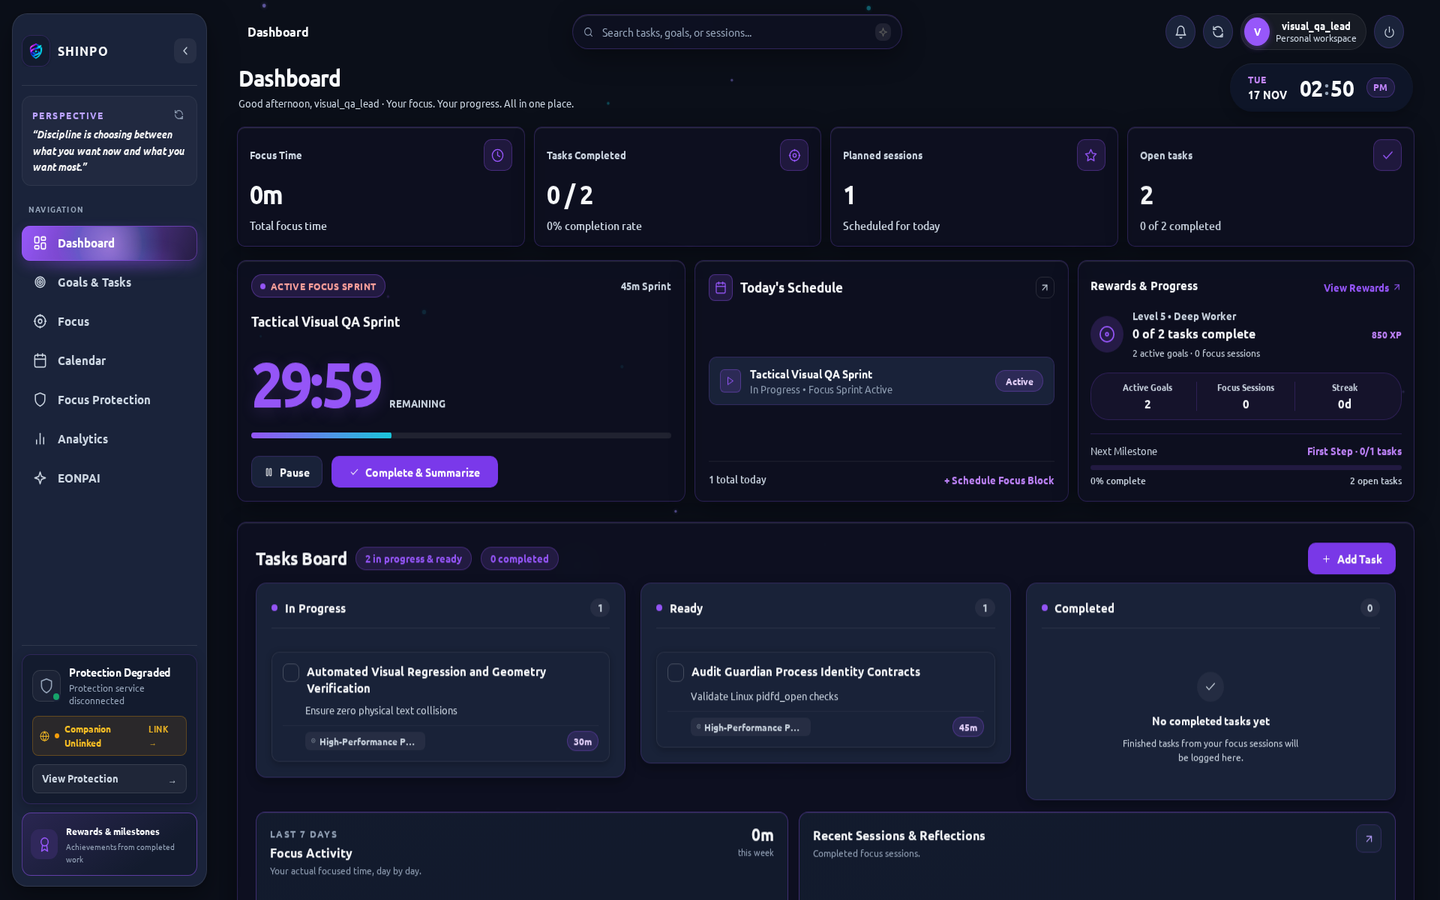 SHINPO
PERSPECTIVE
“Discipline is choosing between
what you want now and what you
want most.”
NAVIGATION
Dashboard
Goals & Tasks
Focus
Calendar
Focus Protection
Analytics
EONPAI
Protection Degraded
Protection service
disconnected
Companion
Unlinked
LINK
→
View Protection →
Rewards & milestones
Achievements from completed
work
Dashboard
Search tasks, goals, or sessions...
V
visual_qa_lead
Personal workspace
Dashboard
Good afternoon, visual_qa_lead · Your focus. Your progress. All in one place.
TUE
17 NOV
02:50
PM
Focus Time
0m
Total focus time
Tasks Completed
0 / 2
0% completion rate
Planned sessions
1
Scheduled for today
Open tasks
2
0 of 2 completed
ACTIVE FOCUS SPRINT
45m Sprint
Tactical Visual QA Sprint
29:59 REMAINING
Pause
Complete & Summarize
Today's Schedule
Tactical Visual QA Sprint
In Progress • Focus Sprint Active
Active
1 total today
+ Schedule Focus Block
Rewards & Progress
View Rewards
Level 5 • Deep Worker
0 of 2 tasks complete
850 XP
2 active goals · 0 focus sessions
Active Goals
2
Focus Sessions
0
Streak
0d
Next Milestone
First Step · 0/1 tasks
0% complete
2 open tasks
Tasks Board
2 in progress & ready
0 completed
+ Add Task
In Progress
1
Automated Visual Regression and Geometry
Verification
Ensure zero physical text collisions
High-Performance P...
30m
Ready
1
Audit Guardian Process Identity Contracts
Validate Linux pidfd_open checks
High-Performance P...
45m
Completed
0
No completed tasks yet
Finished tasks from your focus sessions will
be logged here.
LAST 7 DAYS
Focus Activity
Your actual focused time, day by day.
0m
this week
Recent Sessions & Reflections
Completed focus sessions.